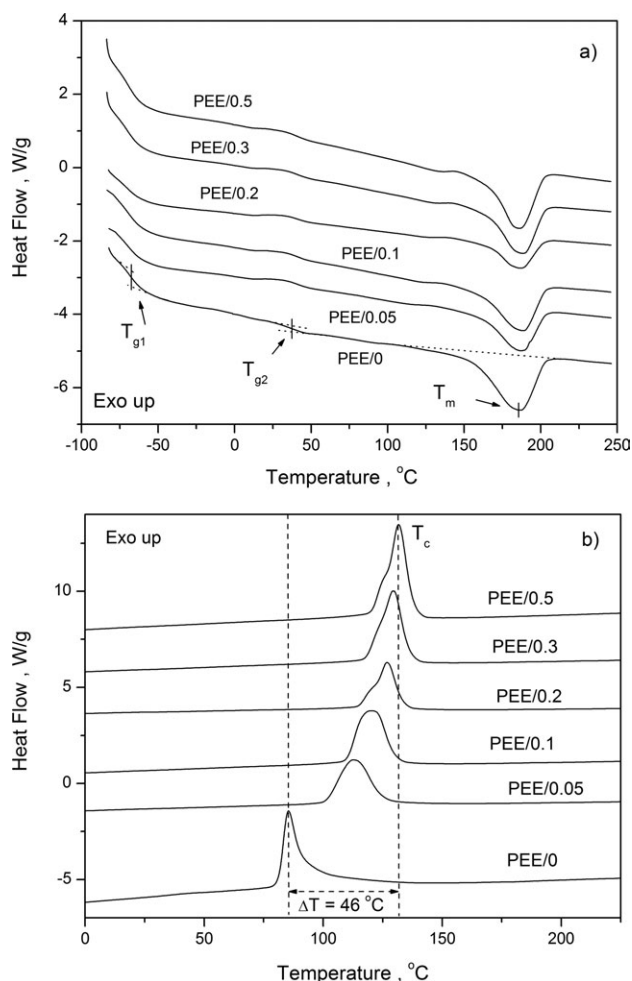 a)
4
2
0
-2
-4
-6
Heat Flow , W/g
PEE/0.5
PEE/0.3
PEE/0.2
PEE/0.1
PEE/0.05
PEE/0
Tg1
Tg2
Tm
Exo up
-100 -50 0 50 100 150 200 250
Temperature , °C
Exo up
b)
Tc
10
5
0
-5
Heat Flow , W/g
PEE/0.5
PEE/0.3
PEE/0.2
PEE/0.1
PEE/0.05
PEE/0
ΔT = 46 °C
0 50 100 150 200
Temperature , °C